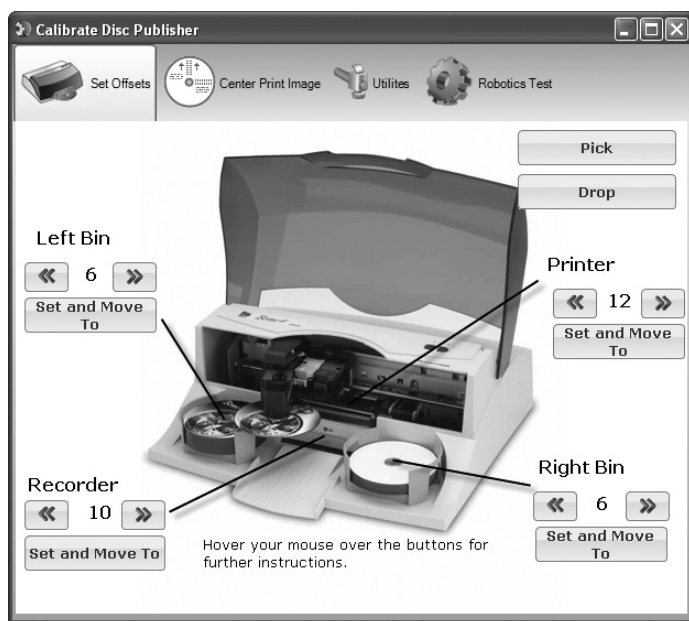 Calibrate Disc Publisher
Set Offsets
Center Print Image
Utilites
Robotics Test
Pick
Drop
Left Bin
6
Set and Move
To
Printer
12
Set and Move
To
Recorder
10
Set and Move To
Right Bin
6
Set and Move
To
Hover your mouse over the buttons for
further instructions.